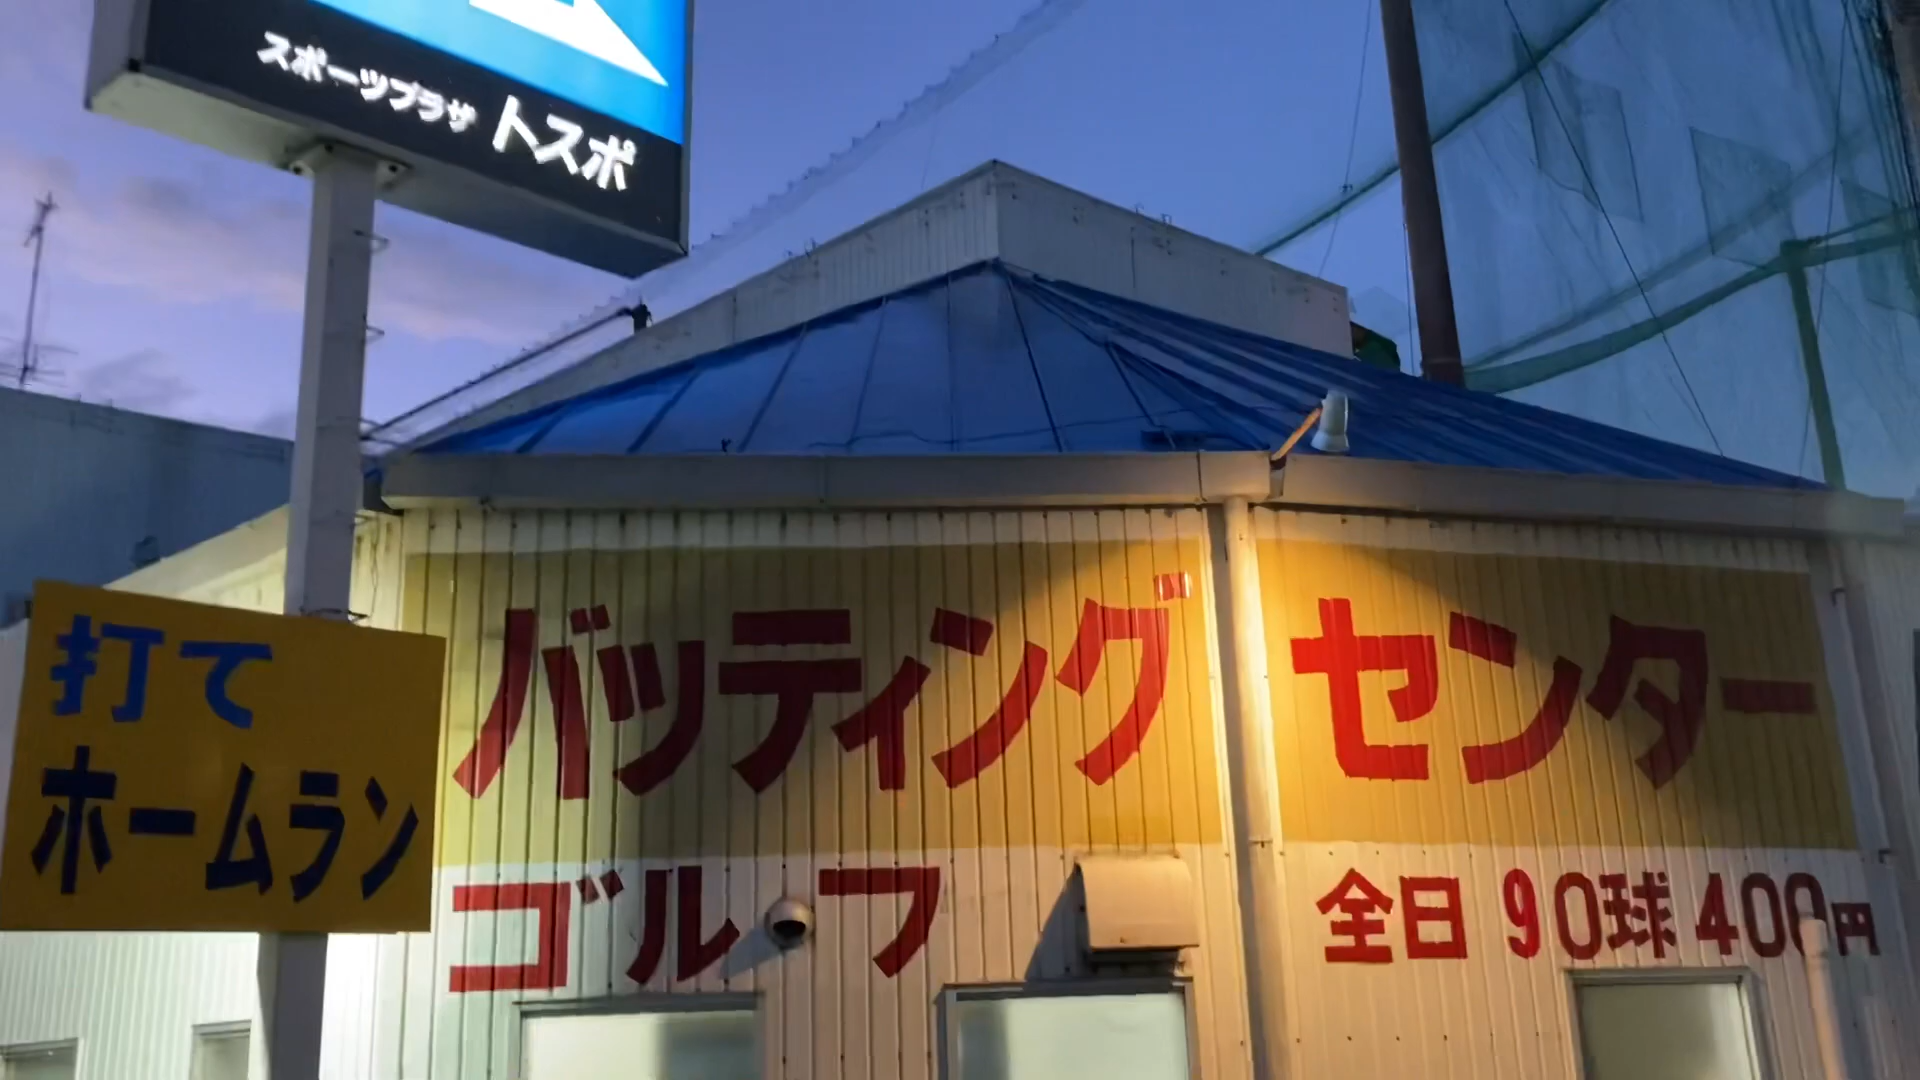 スポーツプラザ トスポ
打て
ホームラン
バッティング センター
ゴルフ
全日 90球 400円